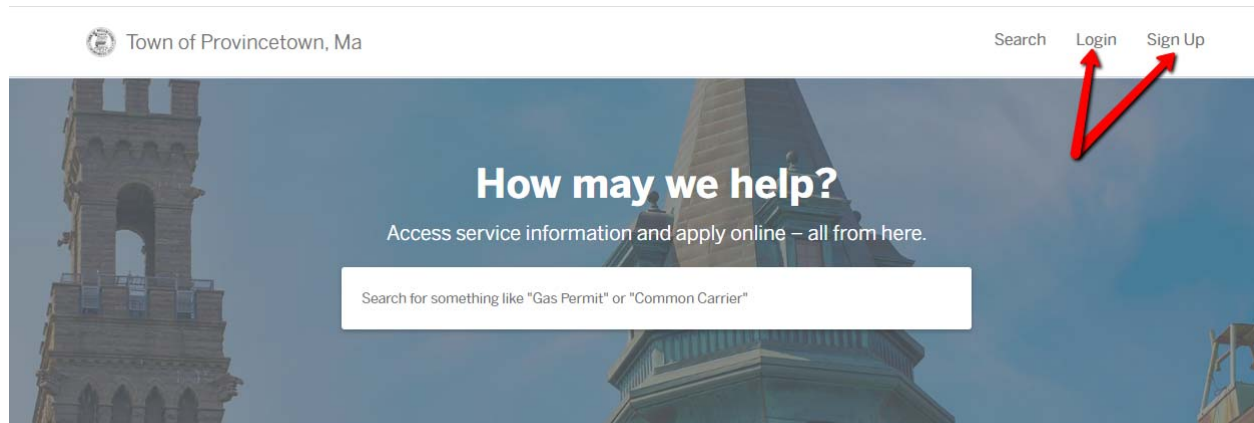 Town of Provincetown, Ma
Search Login Sign Up
How may we help?
Access service information and apply online – all from here.
Search for something like "Gas Permit" or "Common Carrier"